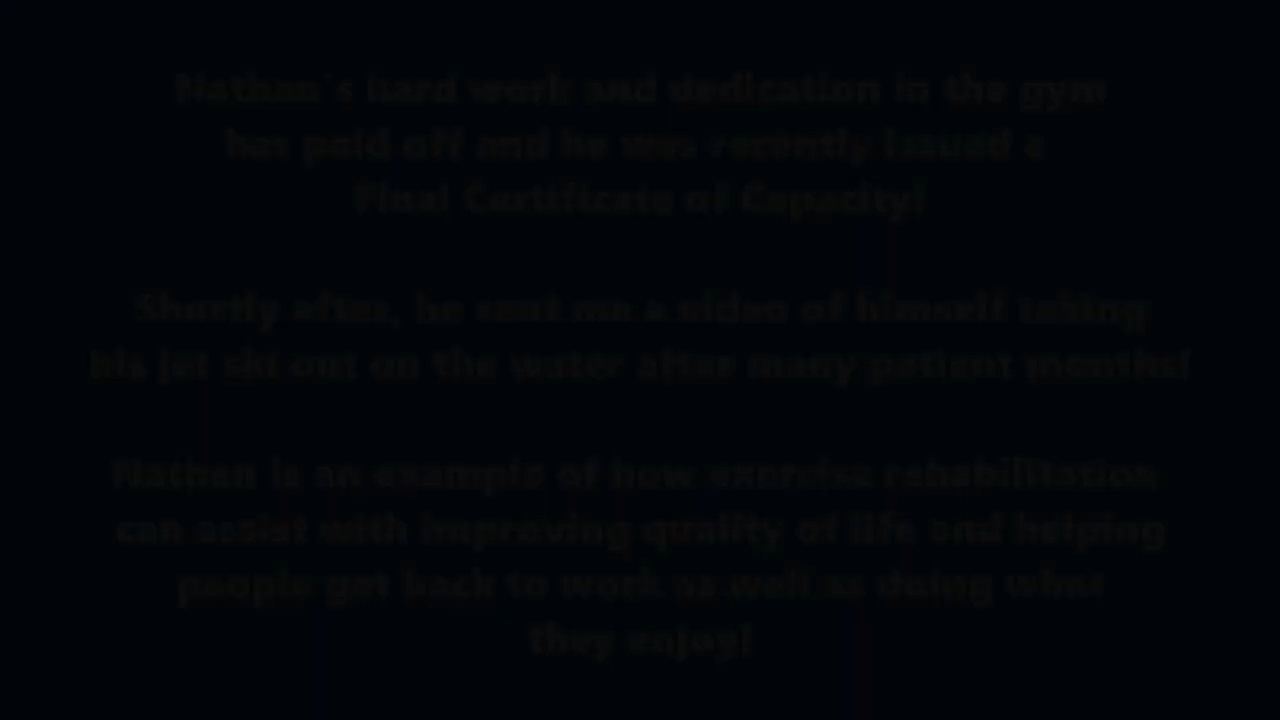 Nathan's hard work and dedication in the gym
has paid off and he was recently issued a
Final Certificate of Capacity!
Shortly after, he sent me a video of himself taking
his jet ski out on the water after many patient months!
Nathan is an example of how exercise rehabilitation
can assist with improving quality of life and helping
people get back to work as well as doing what
they enjoy!